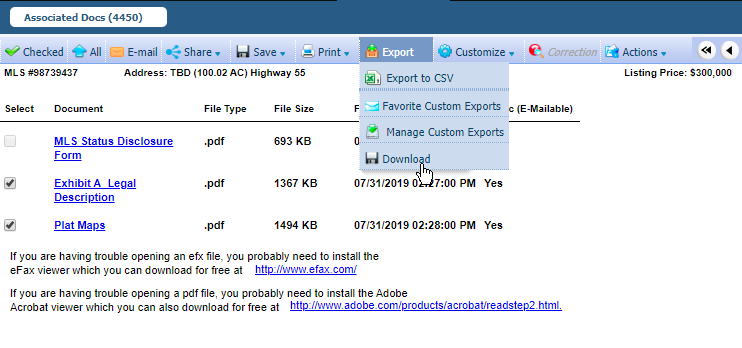 Associated Docs (4450)
Checked All E-mail Share Save Print Export Customize Correction Actions
MLS #98739437 Address: TBD (100.02 AC) Highway 55 Listing Price: $300,000
Export to CSV
Select Document File Type File Size F c (E-Mailable)
Favorite Custom Exports
Manage Custom Exports
MLS Status Disclosure .pdf 693 KB 0
Form
Download
Exhibit A Legal .pdf 1367 KB 07/31/2019 02:27:00 PM Yes
Description
Plat Maps .pdf 1494 KB 07/31/2019 02:28:00 PM Yes
If you are having trouble opening an efx file, you probably need to install the
eFax viewer which you can download for free at http://www.efax.com/
If you are having trouble opening a pdf file, you probably need to install the Adobe
Acrobat viewer which you can also download for free at http://www.adobe.com/products/acrobat/readstep2.html.